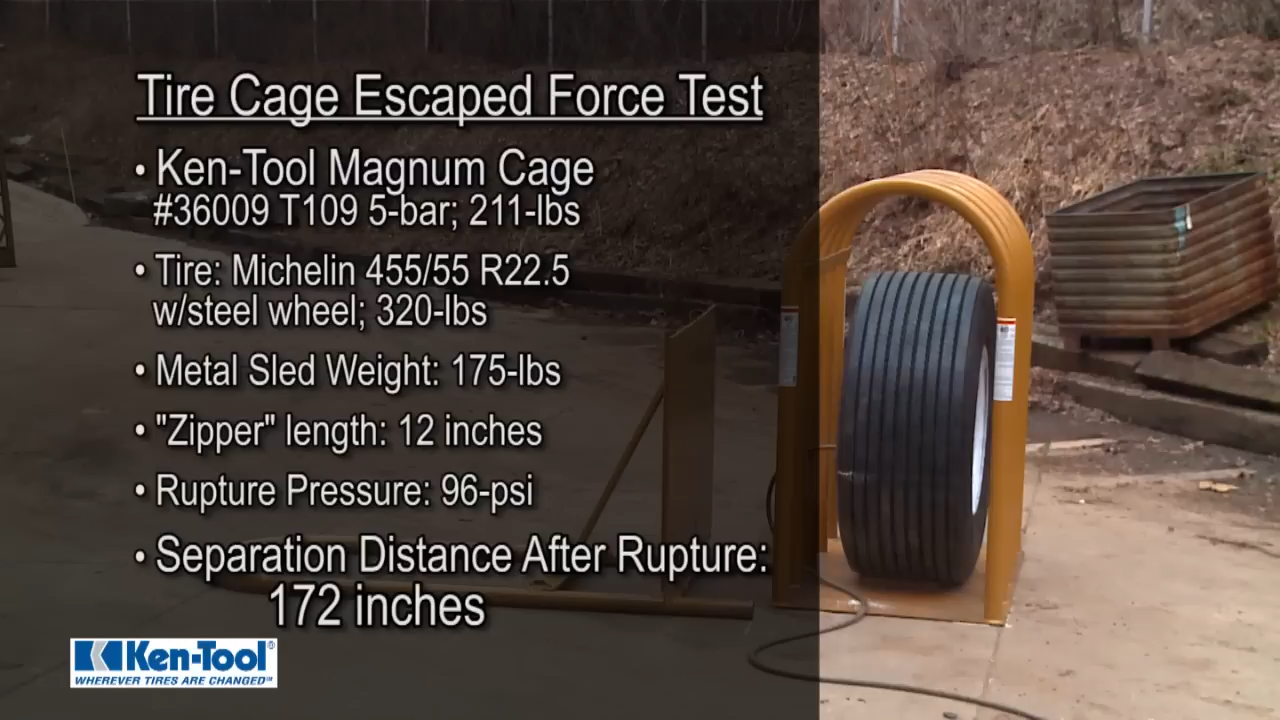 Tire Cage Escaped Force Test
• Ken-Tool Magnum Cage
#36009 T109 5-bar; 211-lbs
• Tire: Michelin 455/55 R22.5
w/steel wheel; 320-lbs
• Metal Sled Weight: 175-lbs
• "Zipper" length: 12 inches
• Rupture Pressure: 96-psi
• Separation Distance After Rupture:
172 inches
Ken-Tool®
WHEREVER TIRES ARE CHANGED℠